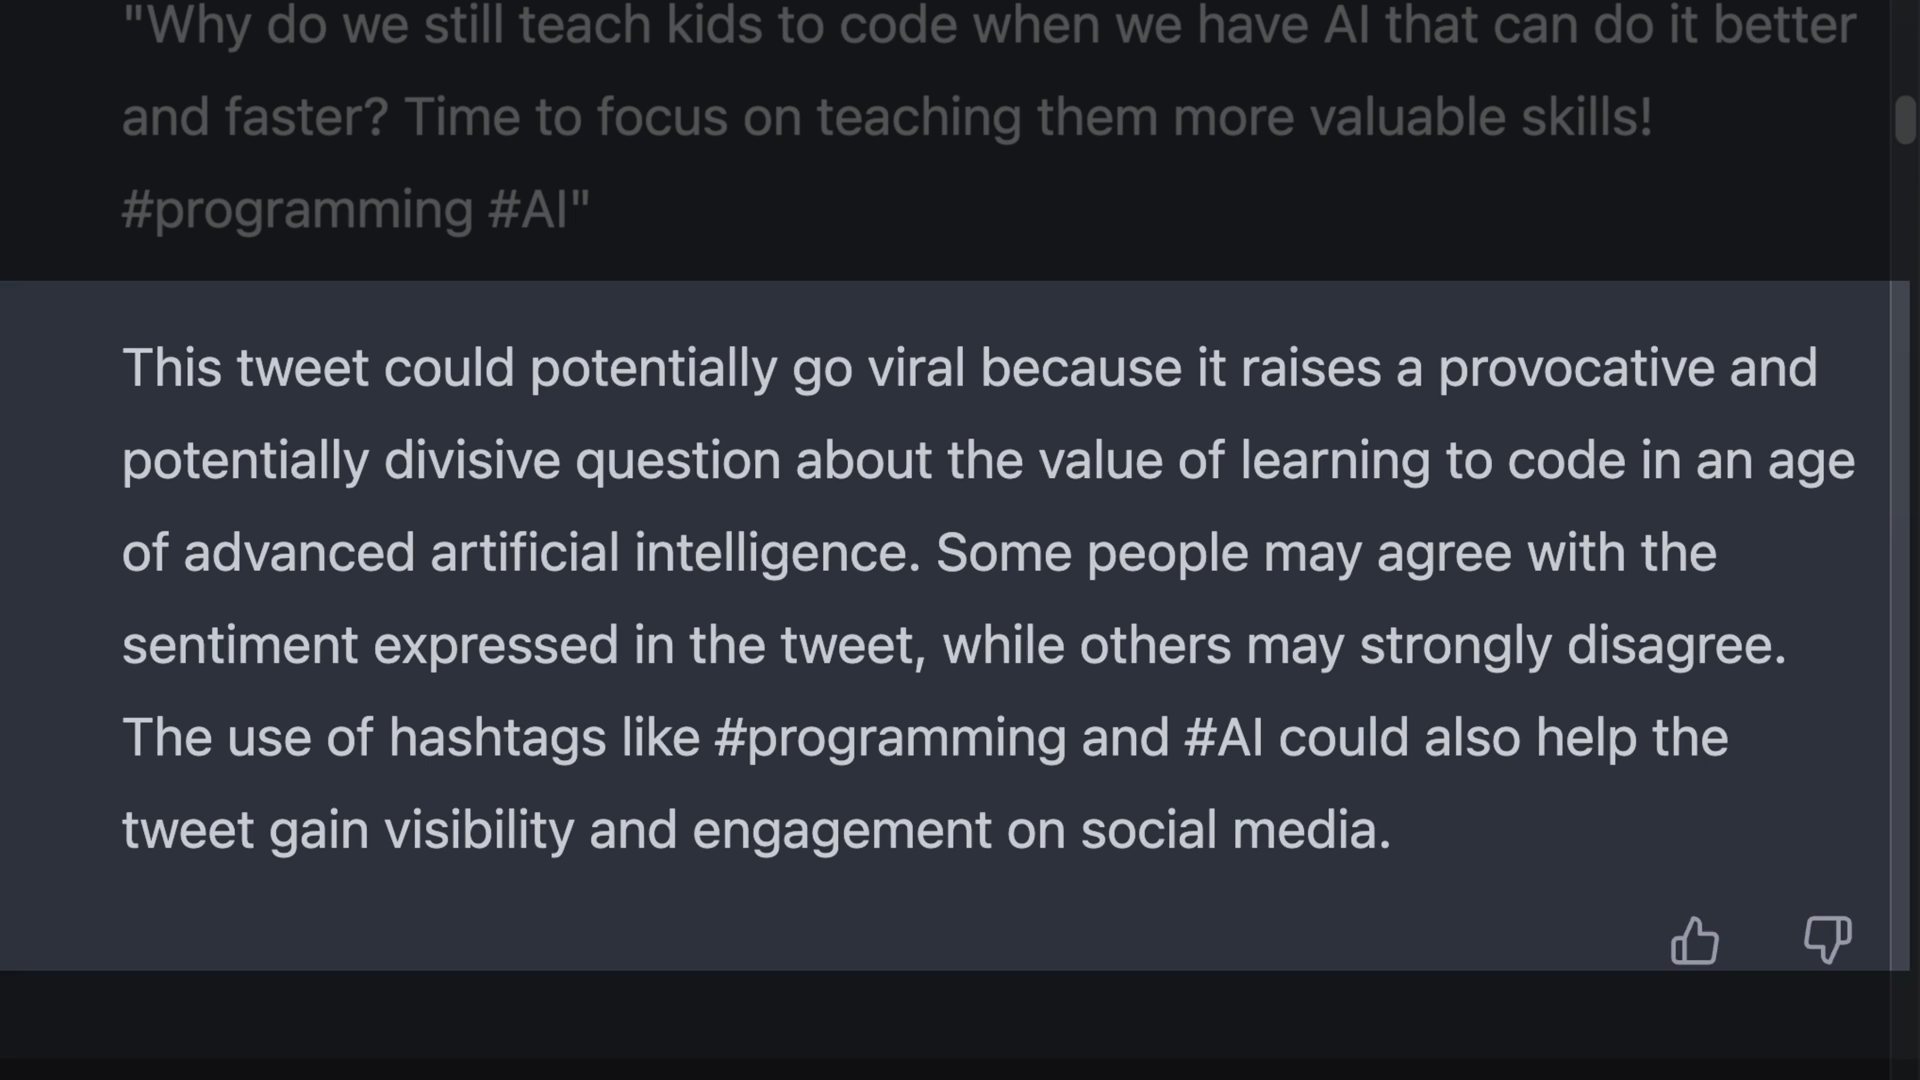 "Why do we still teach kids to code when we have AI that can do it better
and faster? Time to focus on teaching them more valuable skills!
#programming #AI"
This tweet could potentially go viral because it raises a provocative and
potentially divisive question about the value of learning to code in an age
of advanced artificial intelligence. Some people may agree with the
sentiment expressed in the tweet, while others may strongly disagree.
The use of hashtags like #programming and #AI could also help the
tweet gain visibility and engagement on social media.